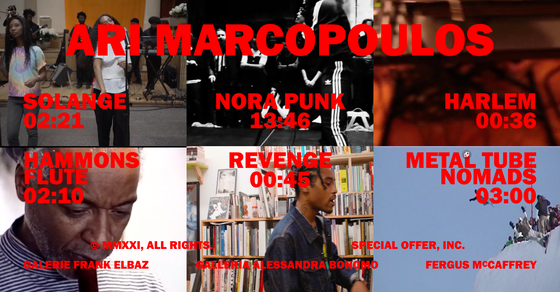 ARI MARCOPOULOS
SOLANGE
02:21
NORA PUNK
13:46
HARLEM
00:36
HAMMONS
FLUTE
02:10
REVENGE
00:45
METAL TUBE
NOMADS
03:00
© MMXXI, ALL RIGHTS.
SPECIAL OFFER, INC.
GALERIE FRANK ELBAZ
GALLERIA ALESSANDRA BONOMO
FERGUS McCAFFREY